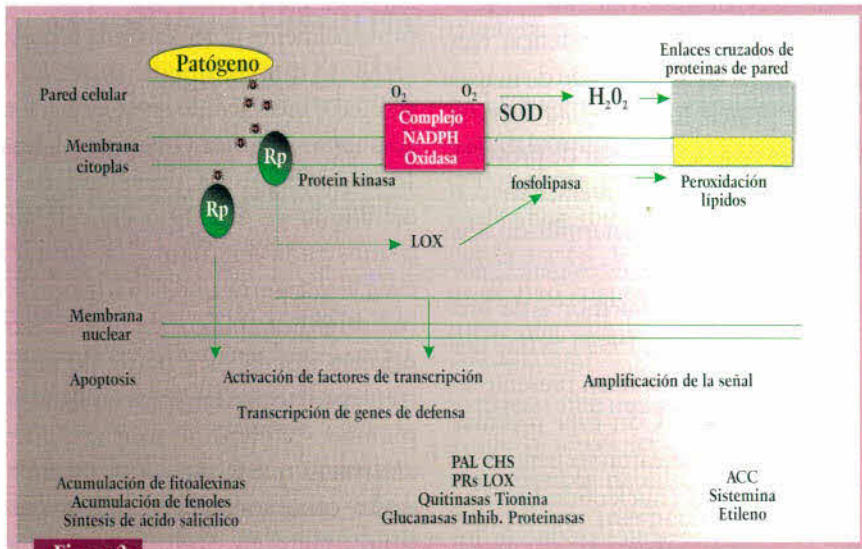 Patógeno
Enlaces cruzados de
proteinas de pared
Pared celular
O₂ O₂
SOD
H₂O₂
Complejo
NADPH
Oxidasa
Membrana
citoplas
Rp
Protein kinasa
fosfolipasa
Peroxidación
lípidos
Rp
LOX
Membrana
nuclear
Apoptosis
Activación de factores de transcripción
Amplificación de la señal
Transcripción de genes de defensa
Acumulación de fitoalexinas
Acumulación de fenoles
Síntesis de ácido salicílico
PAL CHS
PRs LOX
Quitinasas Tionina
Glucanasas Inhib. Proteinasas
ACC
Sistemina
Etileno